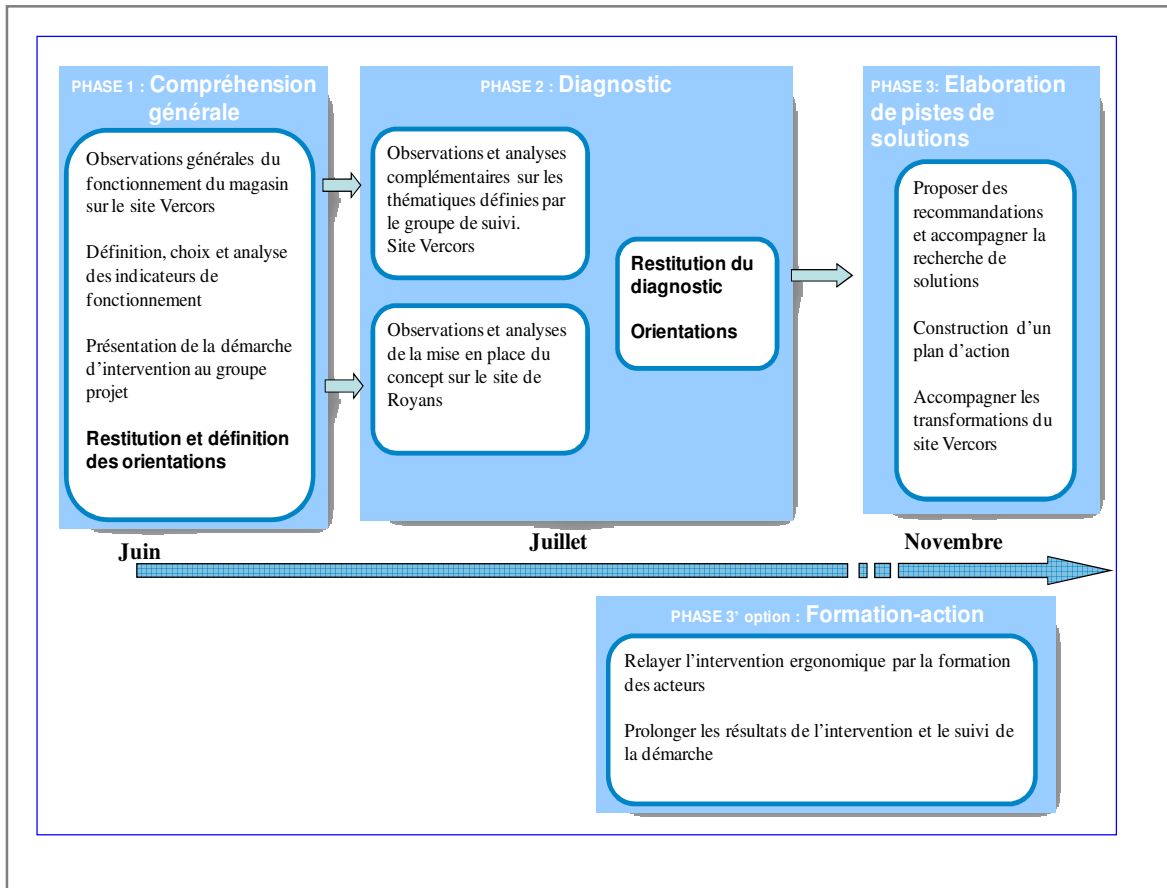 PHASE 1 : Compréhension
générale
Observations générales du
fonctionnement du magasin
sur le site Vercors
Définition, choix et analyse
des indicateurs de
fonctionnement
Présentation de la démarche
d’intervention au groupe
projet
Restitution et définition
des orientations
PHASE 2 : Diagnostic
Observations et analyses
complémentaires sur les
thématiques définies par
le groupe de suivi.
Site Vercors
Observations et analyses
de la mise en place du
concept sur le site de
Royans
Restitution du
diagnostic
Orientations
PHASE 3: Elaboration
de pistes de
solutions
Proposer des
recommandations
et accompagner la
recherche de
solutions
Construction d’un
plan d’action
Accompagner les
transformations du
site Vercors
Juin
Juillet
Novembre
PHASE 3’ option : Formation-action
Relayer l’intervention ergonomique par la formation
des acteurs
Prolonger les résultats de l’intervention et le suivi de
la démarche